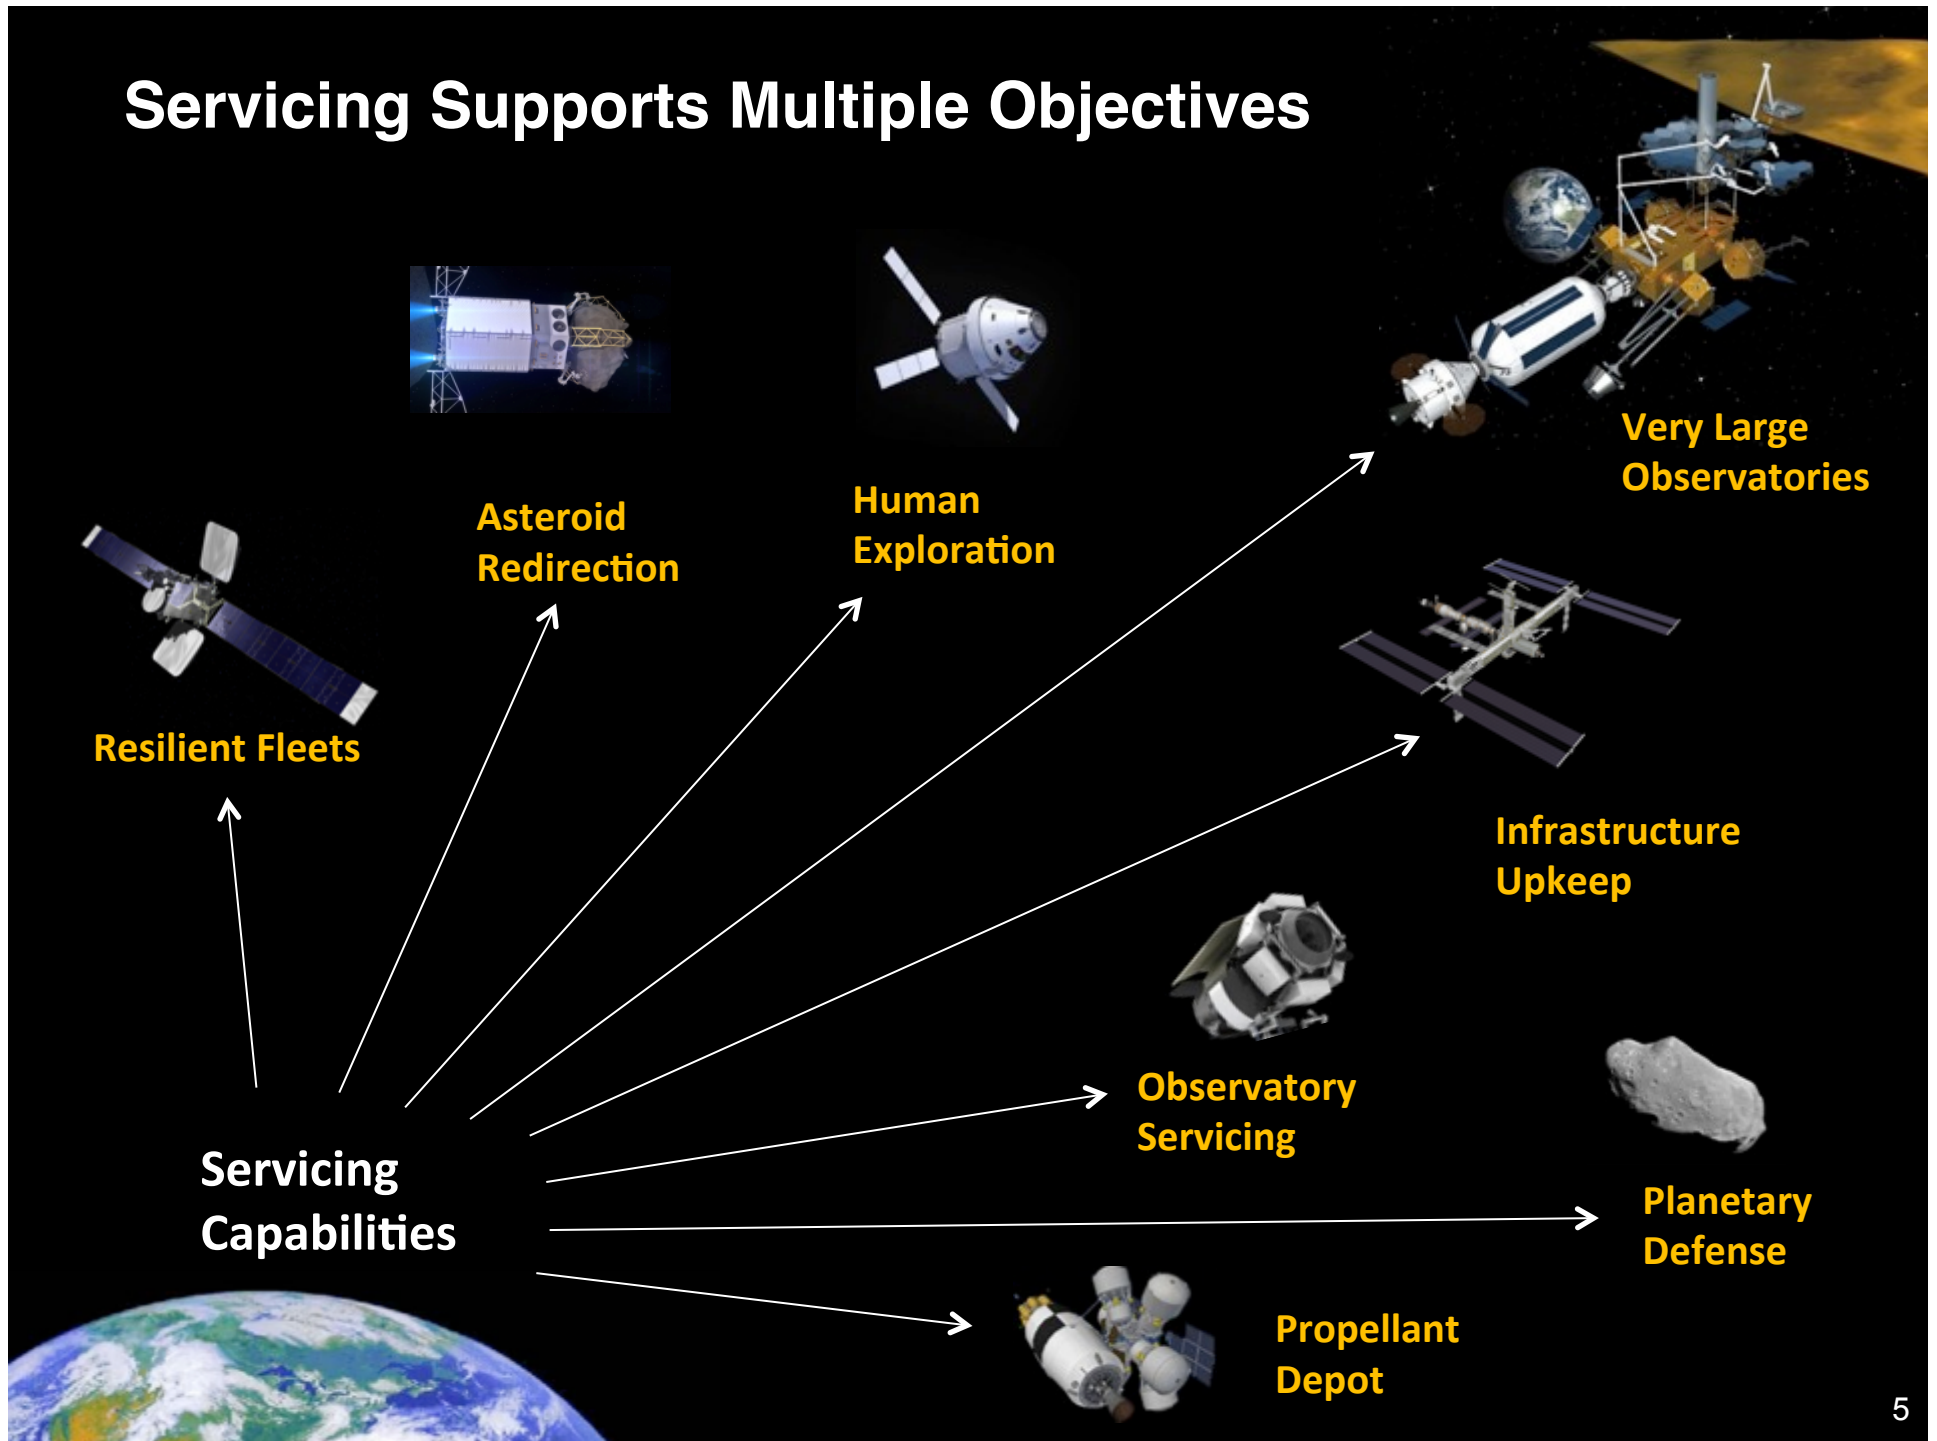 Servicing Supports Multiple Objectives
Very Large
Observatories
Human
Exploration
Asteroid
Redirection
Resilient Fleets
Infrastructure
Upkeep
Observatory
Servicing
Servicing
Capabilities
Planetary
Defense
Propellant
Depot
5